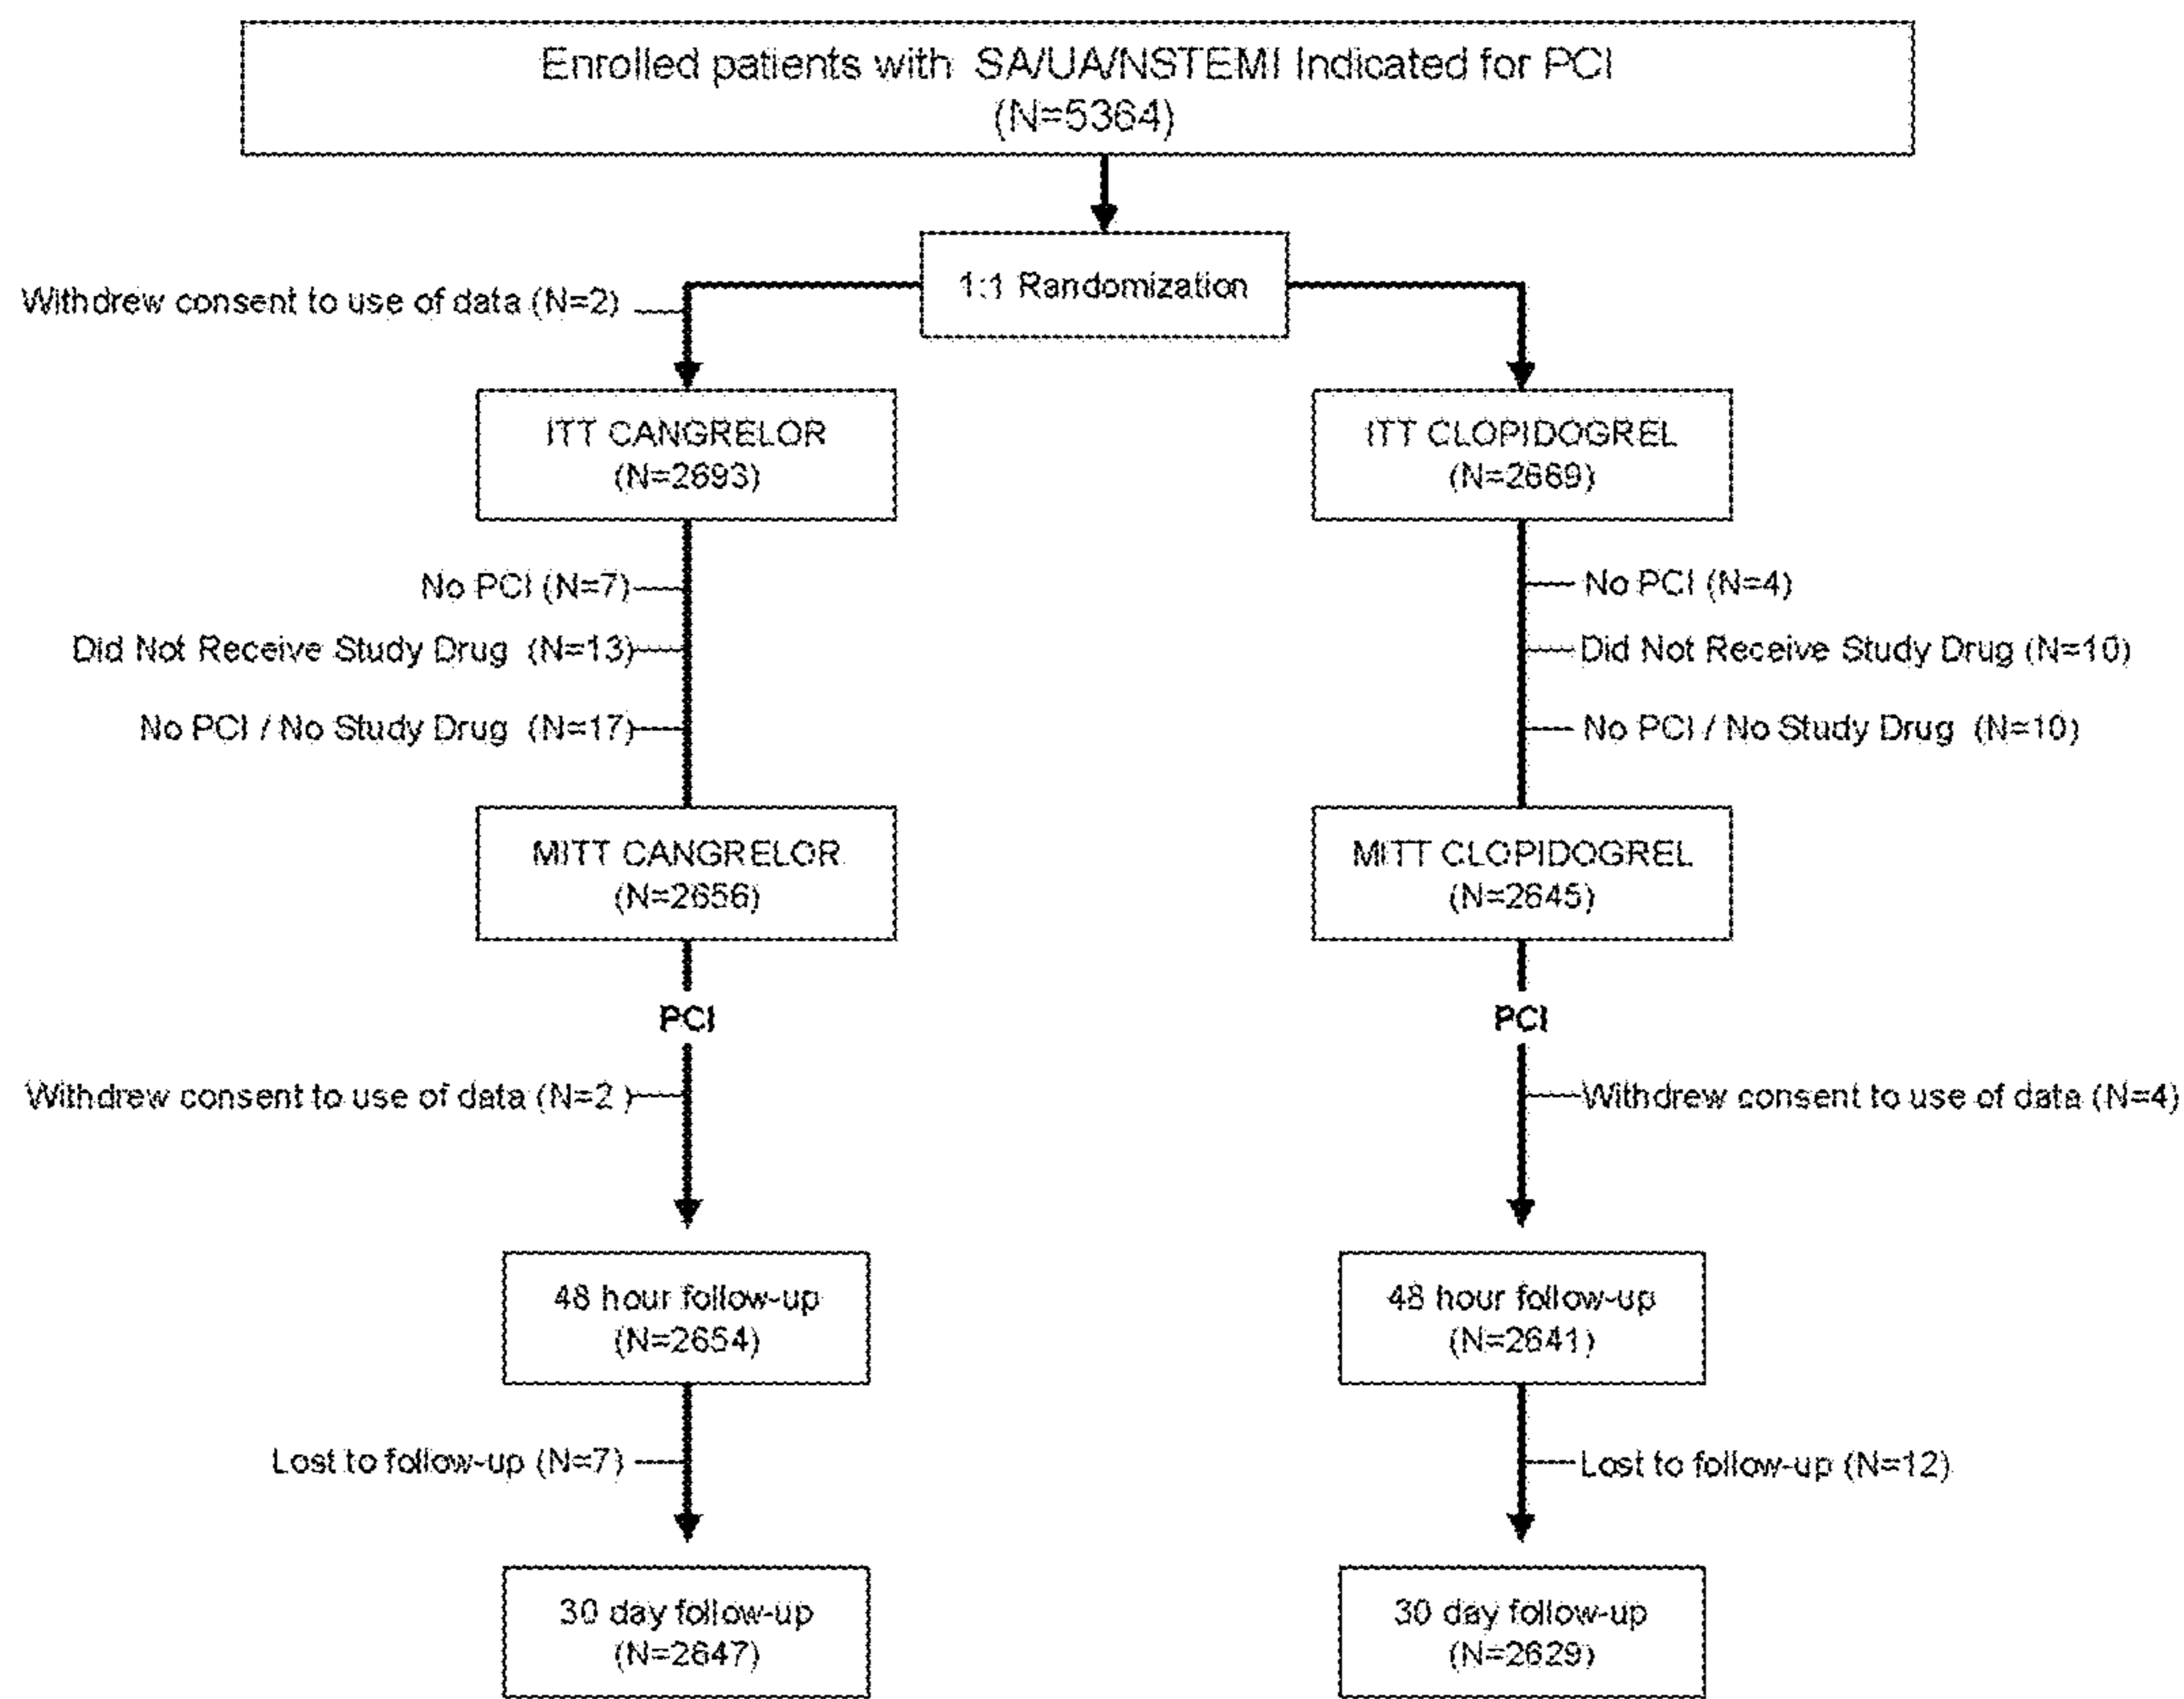 Enrolled patients with SA/UA/NSTEMI Indicated for PCI
(N=5364)
1:1 Randomization
Withdrew consent to use of data (N=2)
ITT CANGRELOR
(N=2693)
ITT CLOPIDOGREL
(N=2669)
No PCI (N=7)
No PCI (N=4)
Did Not Receive Study Drug (N=13)
Did Not Receive Study Drug (N=10)
No PCI / No Study Drug (N=17)
No PCI / No Study Drug (N=10)
MITT CANGRELOR
(N=2656)
MITT CLOPIDOGREL
(N=2645)
PCI
PCI
Withdrew consent to use of data (N=2 )
Withdrew consent to use of data (N=4)
48 hour follow-up
(N=2654)
48 hour follow-up
(N=2641)
Lost to follow-up (N=7)
Lost to follow-up (N=12)
30 day follow-up
(N=2647)
30 day follow-up
(N=2629)